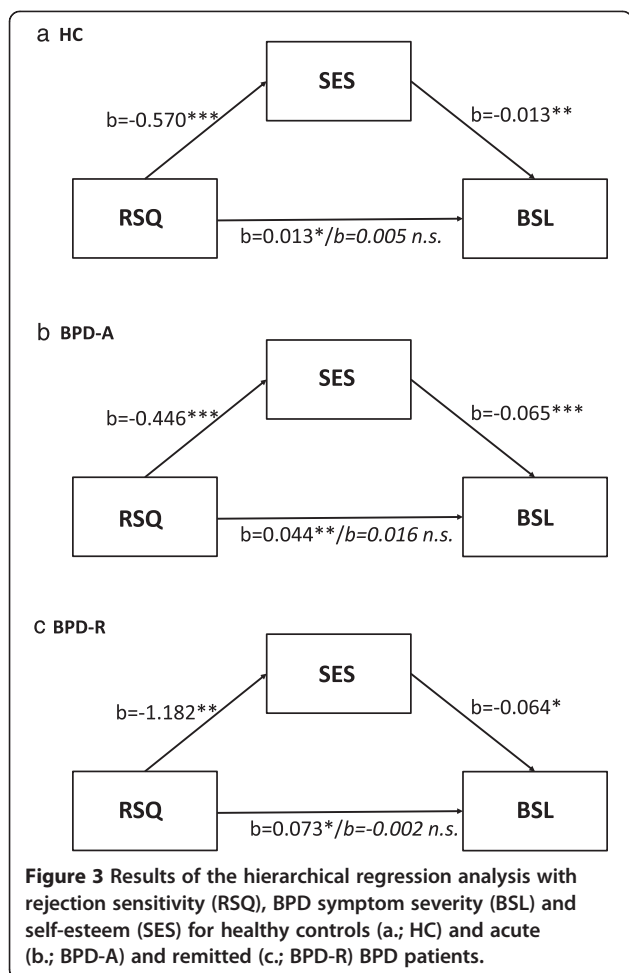 a HC
SES
b=-0.570***
b=-0.013**
RSQ
BSL
b=0.013*/b=0.005 n.s.
b BPD-A
SES
b=-0.446***
b=-0.065***
RSQ
BSL
b=0.044**/b=0.016 n.s.
c BPD-R
SES
b=-1.182**
b=-0.064*
RSQ
BSL
b=0.073*/b=-0.002 n.s.
Figure 3 Results of the hierarchical regression analysis with
rejection sensitivity (RSQ), BPD symptom severity (BSL) and
self-esteem (SES) for healthy controls (a.; HC) and acute
(b.; BPD-A) and remitted (c.; BPD-R) BPD patients.